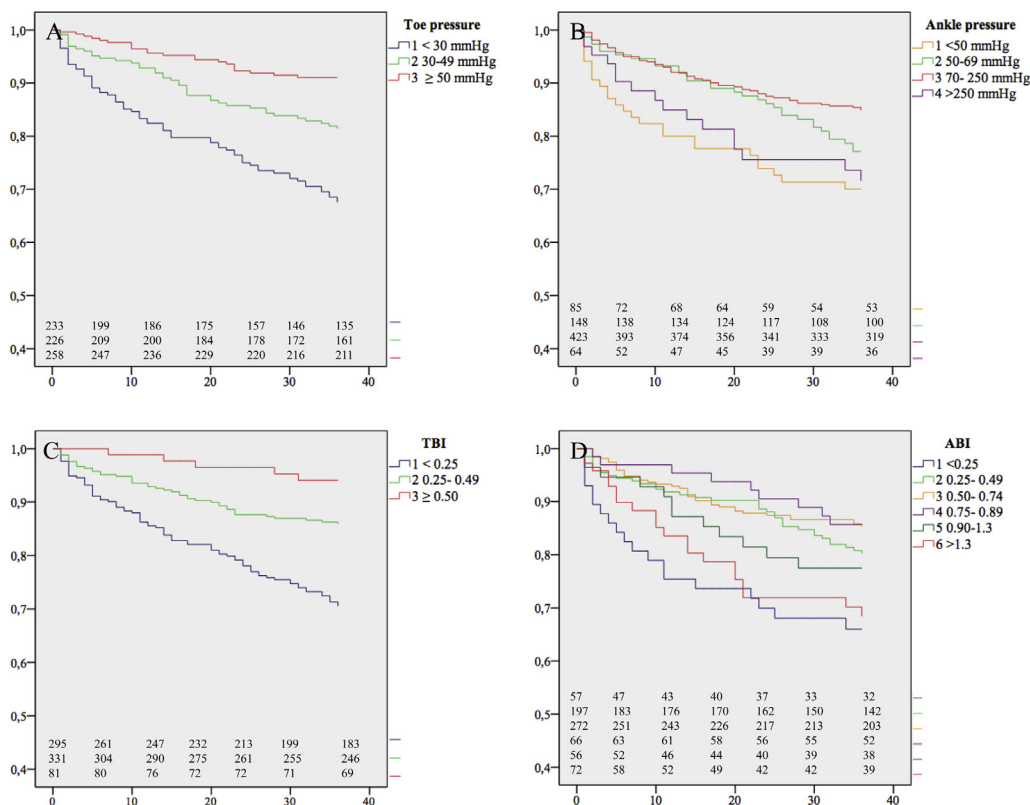 A
Toe pressure
1 < 30 mmHg
2 30-49 mmHg
3 ≥ 50 mmHg
1,0
0,9
0,8
0,7
0,6
0,5
0,4
233 199 186 175 157 146 135
226 209 200 184 178 172 161
258 247 236 229 220 216 211
0 10 20 30 40
B
Ankle pressure
1 <50 mmHg
2 50-69 mmHg
3 70- 250 mmHg
4 >250 mmHg
1,0
0,9
0,8
0,7
0,6
0,5
0,4
85 72 68 64 59 54 53
148 138 134 124 117 108 100
423 393 374 356 341 333 319
64 52 47 45 39 39 36
0 10 20 30 40
C
TBI
1 < 0.25
2 0.25- 0.49
3 ≥ 0.50
1,0
0,9
0,8
0,7
0,6
0,5
0,4
295 261 247 232 213 199 183
331 304 290 275 261 255 246
81 80 76 72 72 71 69
0 10 20 30 40
D
ABI
1 <0.25
2 0.25- 0.49
3 0.50- 0.74
4 0.75- 0.89
5 0.90-1.3
6 >1.3
1,0
0,9
0,8
0,7
0,6
0,5
0,4
57 47 43 40 37 33 32
197 183 176 170 162 150 142
272 251 243 226 217 213 203
66 63 61 58 56 55 52
56 52 46 44 40 39 38
72 58 52 49 42 42 39
0 10 20 30 40